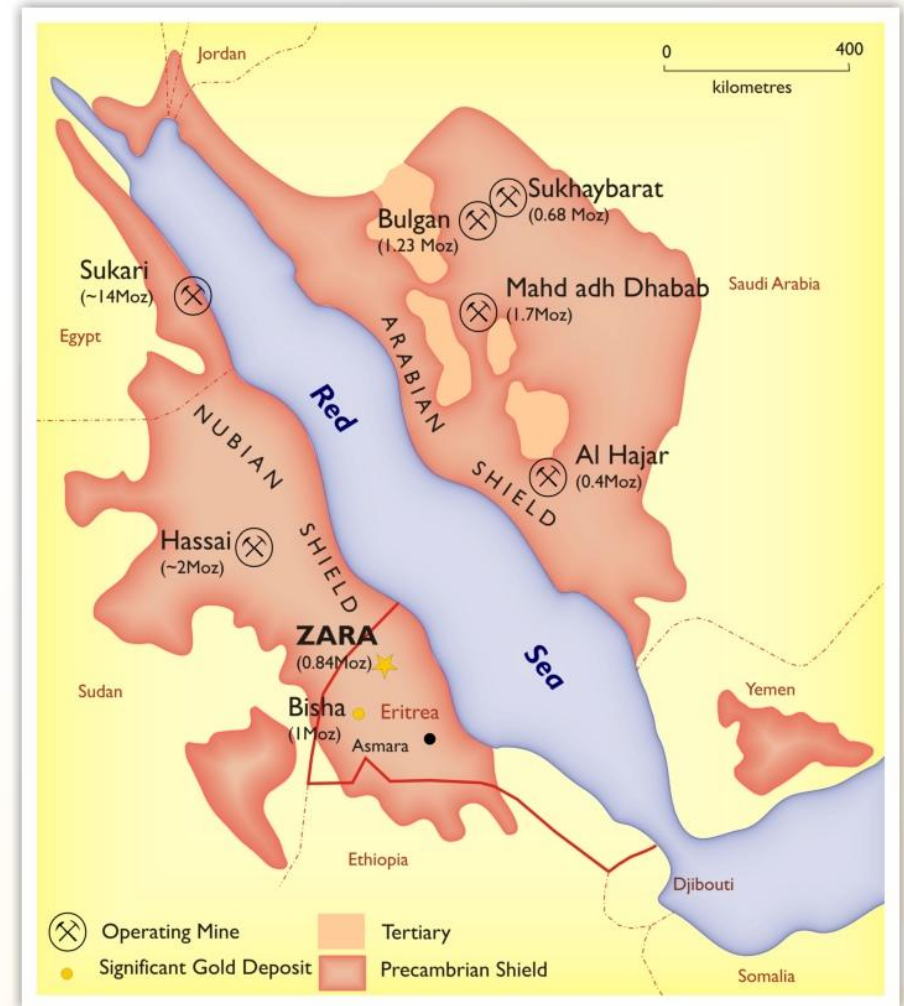 Jordan
0 400
kilometres
Sukhaybarat
(0.68 Moz)
Bulgan
(1.23 Moz)
Sukari
(~14Moz)
Mahd adh Dhabab
(1.7Moz)
Saudi Arabia
Egypt
ARABIAN
SHIELD
Red
Sea
NUBIAN
SHIELD
Al Hajar
(0.4Moz)
Hassai
(~2Moz)
ZARA
(0.84Moz)
Sudan
Bisha
(1Moz)
Eritrea
Asmara
Yemen
Ethiopia
Djibouti
Somalia
Operating Mine
Significant Gold Deposit
Tertiary
Precambrian Shield